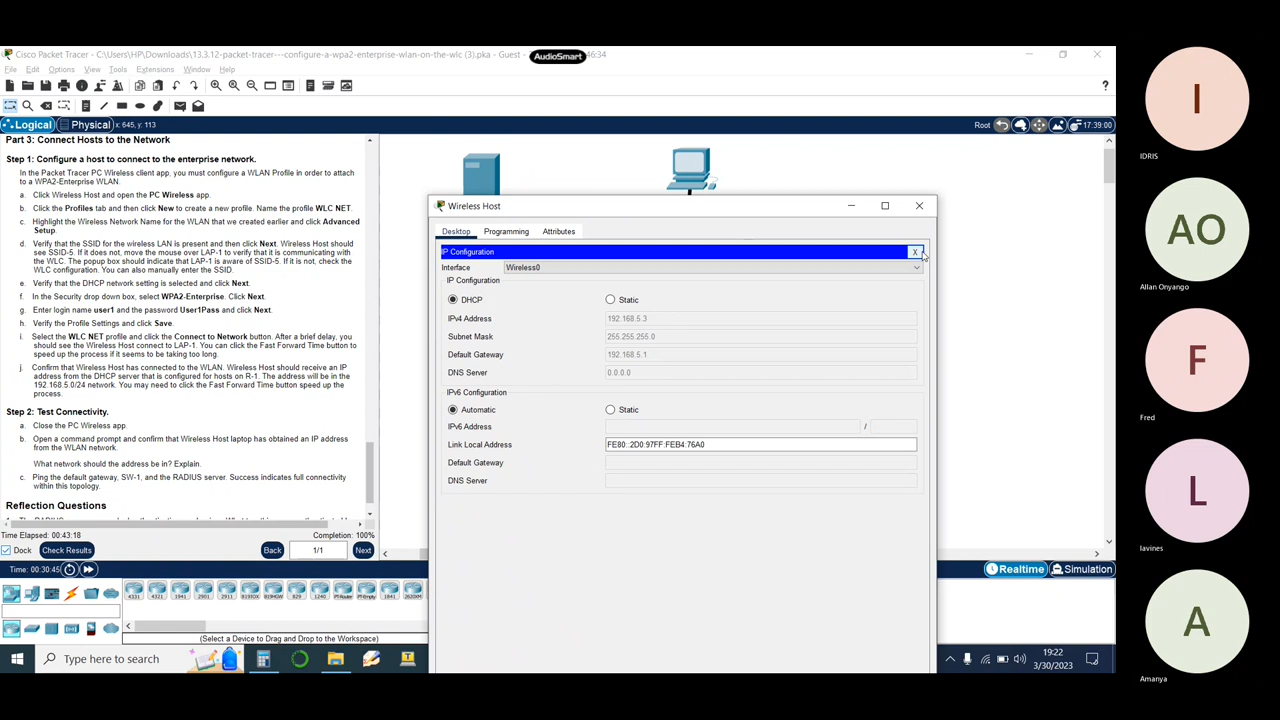 Cisco Packet Tracer - C:\Users\HP\Downloads\13.3.12-packet-tracer---configure-a-wpa2-enterprise-wlan-on-the-wlc (3).pka - Guest -
AudioSmart
46:34
File Edit Options View Tools Extensions Window Help
?
Logical Physical x: 645, y: 113
Root 17:39:00
Part 3: Connect Hosts to the Network
Step 1: Configure a host to connect to the enterprise network.
In the Packet Tracer PC Wireless client app, you must configure a WLAN Profile in order to attach
to a WPA2-Enterprise WLAN.
a. Click Wireless Host and open the PC Wireless app.
b. Click the Profiles tab and then click New to create a new profile. Name the profile WLC NET.
c. Highlight the Wireless Network Name for the WLAN that we created earlier and click Advanced
Setup.
d. Verify that the SSID for the wireless LAN is present and then click Next. Wireless Host should
see SSID-5. If it does not, move the mouse over LAP-1 to verify that it is communicating with
the WLC. The popup box should indicate that LAP-1 is aware of SSID-5. If it is not, check the
WLC configuration. You can also manually enter the SSID.
e. Verify that the DHCP network setting is selected and click Next.
f. In the Security drop down box, select WPA2-Enterprise. Click Next.
g. Enter login name user1 and the password User1Pass and click Next.
h. Verify the Profile Settings and click Save.
i. Select the WLC NET profile and click the Connect to Network button. After a brief delay, you
should see the Wireless Host connect to LAP-1. You can click the Fast Forward Time button to
speed up the process if it seems to be taking too long.
j. Confirm that Wireless Host has connected to the WLAN. Wireless Host should receive an IP
address from the DHCP server that is configured for hosts on R-1. The address will be in the
192.168.5.0/24 network. You may need to click the Fast Forward Time button speed up the
process.
Step 2: Test Connectivity.
a. Close the PC Wireless app.
b. Open a command prompt and confirm that Wireless Host laptop has obtained an IP address
from the WLAN network.
What network should the address be in? Explain.
c. Ping the default gateway, SW-1, and the RADIUS server. Success indicates full connectivity
within this topology.
Reflection Questions
Time Elapsed: 00:43:18 Completion: 100%
Dock Check Results Back 1/1 Next
Wireless Host
Desktop Programming Attributes
IP Configuration X
Interface Wireless0
IP Configuration
DHCP Static
IPv4 Address 192.168.5.3
Subnet Mask 255.255.255.0
Default Gateway 192.168.5.1
DNS Server 0.0.0.0
IPv6 Configuration
Automatic Static
IPv6 Address /
Link Local Address FE80::2D0:97FF:FEB4:76A0
Default Gateway
DNS Server
Time: 00:30:45
Realtime Simulation
4331 4321 1941 2901 2911 819IOX 819HGW 829 1240 PT-Router PT-Empty 1841
(Select a Device to Drag and Drop to the Workspace)
Type here to search
T
19:22
3/30/2023
I
IDRIS
AO
Allan Onyango
F
Fred
L
lavines
A
Amanya